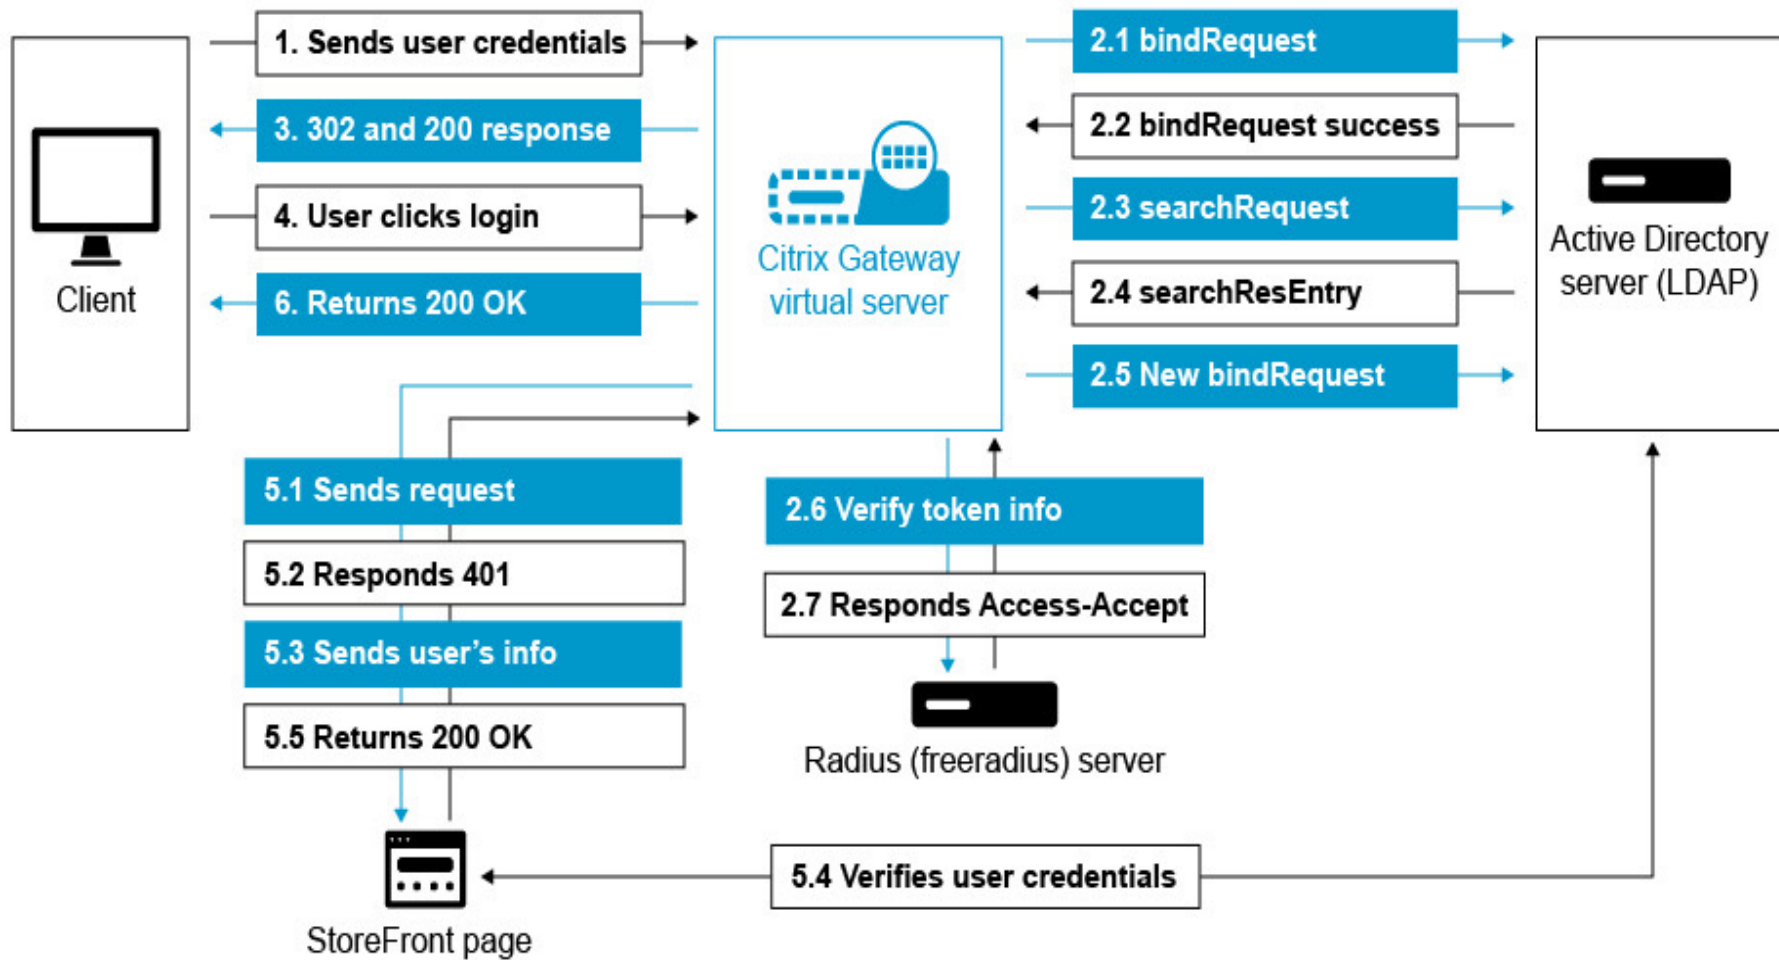 1. Sends user credentials
3. 302 and 200 response
4. User clicks login
6. Returns 200 OK
Client
Citrix Gateway
virtual server
2.1 bindRequest
2.2 bindRequest success
2.3 searchRequest
2.4 searchResEntry
2.5 New bindRequest
Active Directory
server (LDAP)
5.1 Sends request
5.2 Responds 401
5.3 Sends user’s info
5.5 Returns 200 OK
2.6 Verify token info
2.7 Responds Access-Accept
Radius (freeradius) server
5.4 Verifies user credentials
StoreFront page